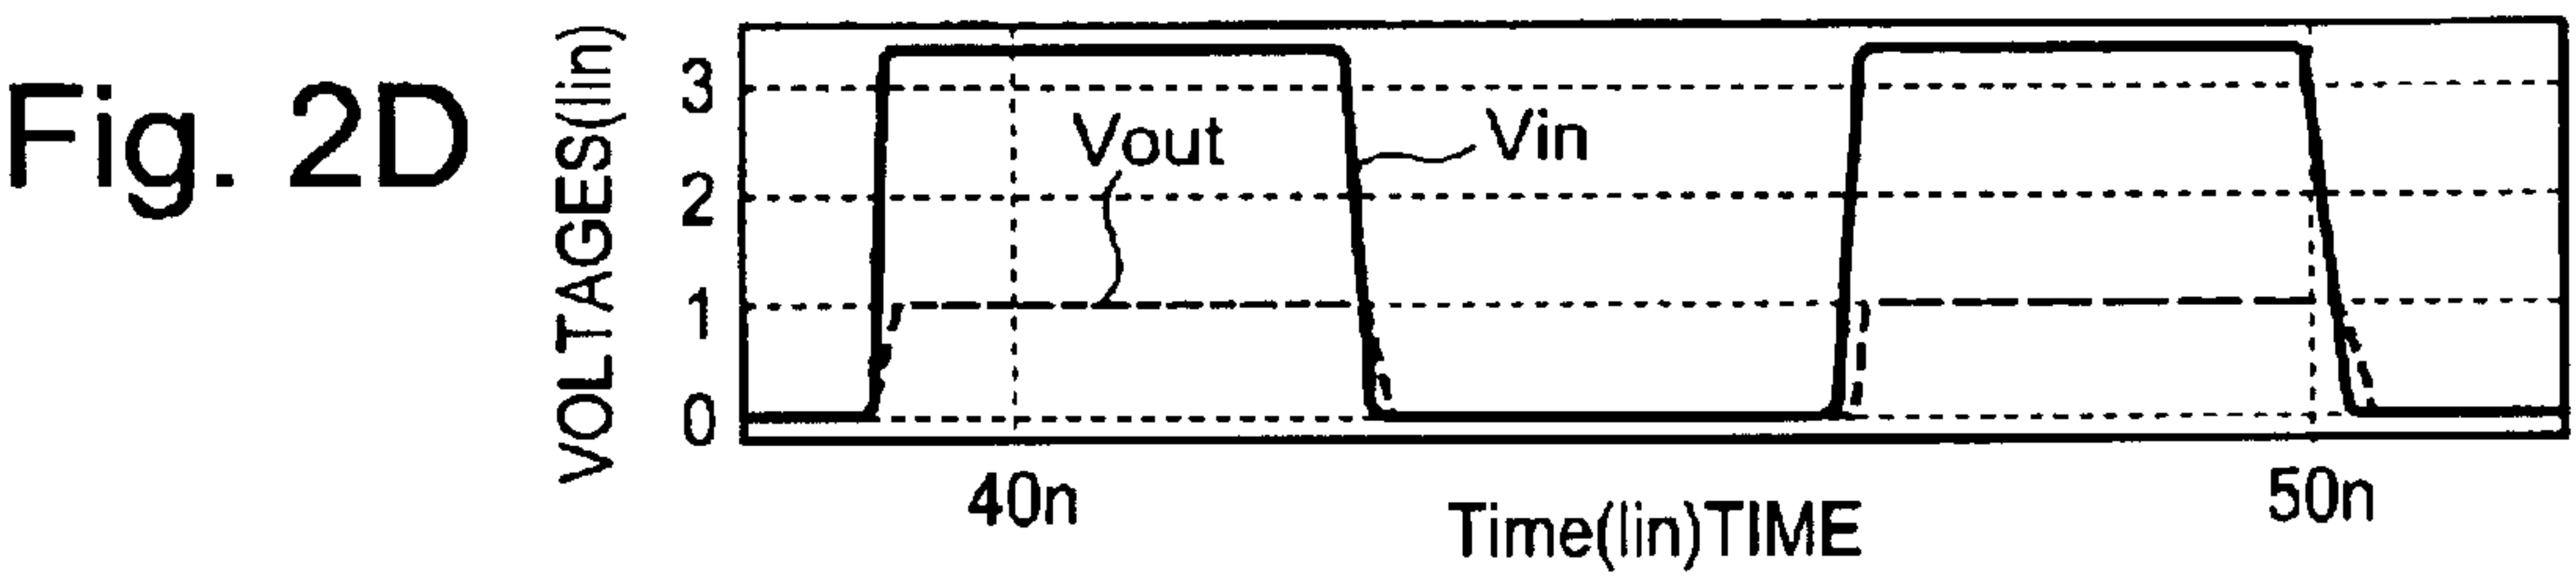 Fig. 2D
VOLTAGES(lin)
3
2
1
0
Vout
Vin
40n
50n
Time(lin)TIME